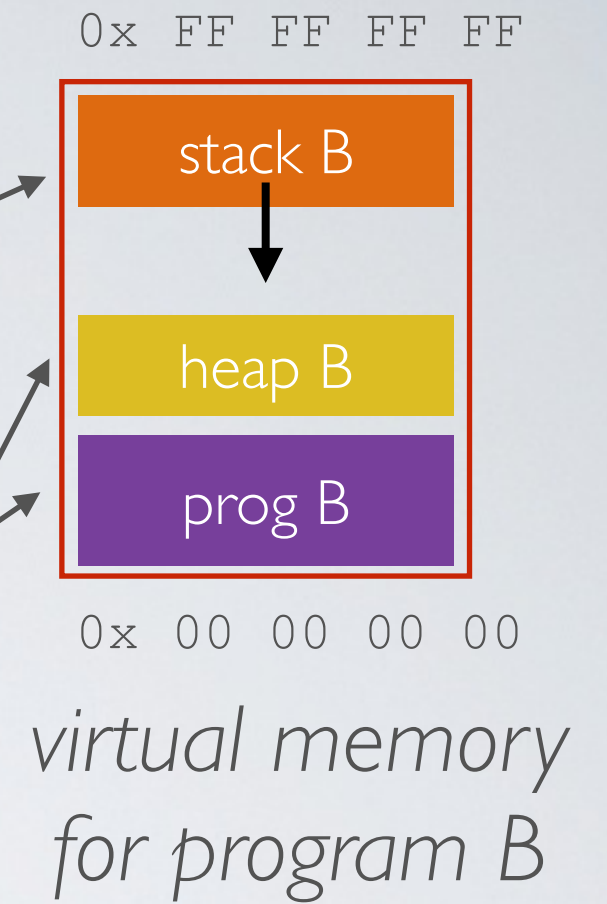 0x FF FF FF FF
stack B
heap B
prog B
0x 00 00 00 00
virtual memory
for program B